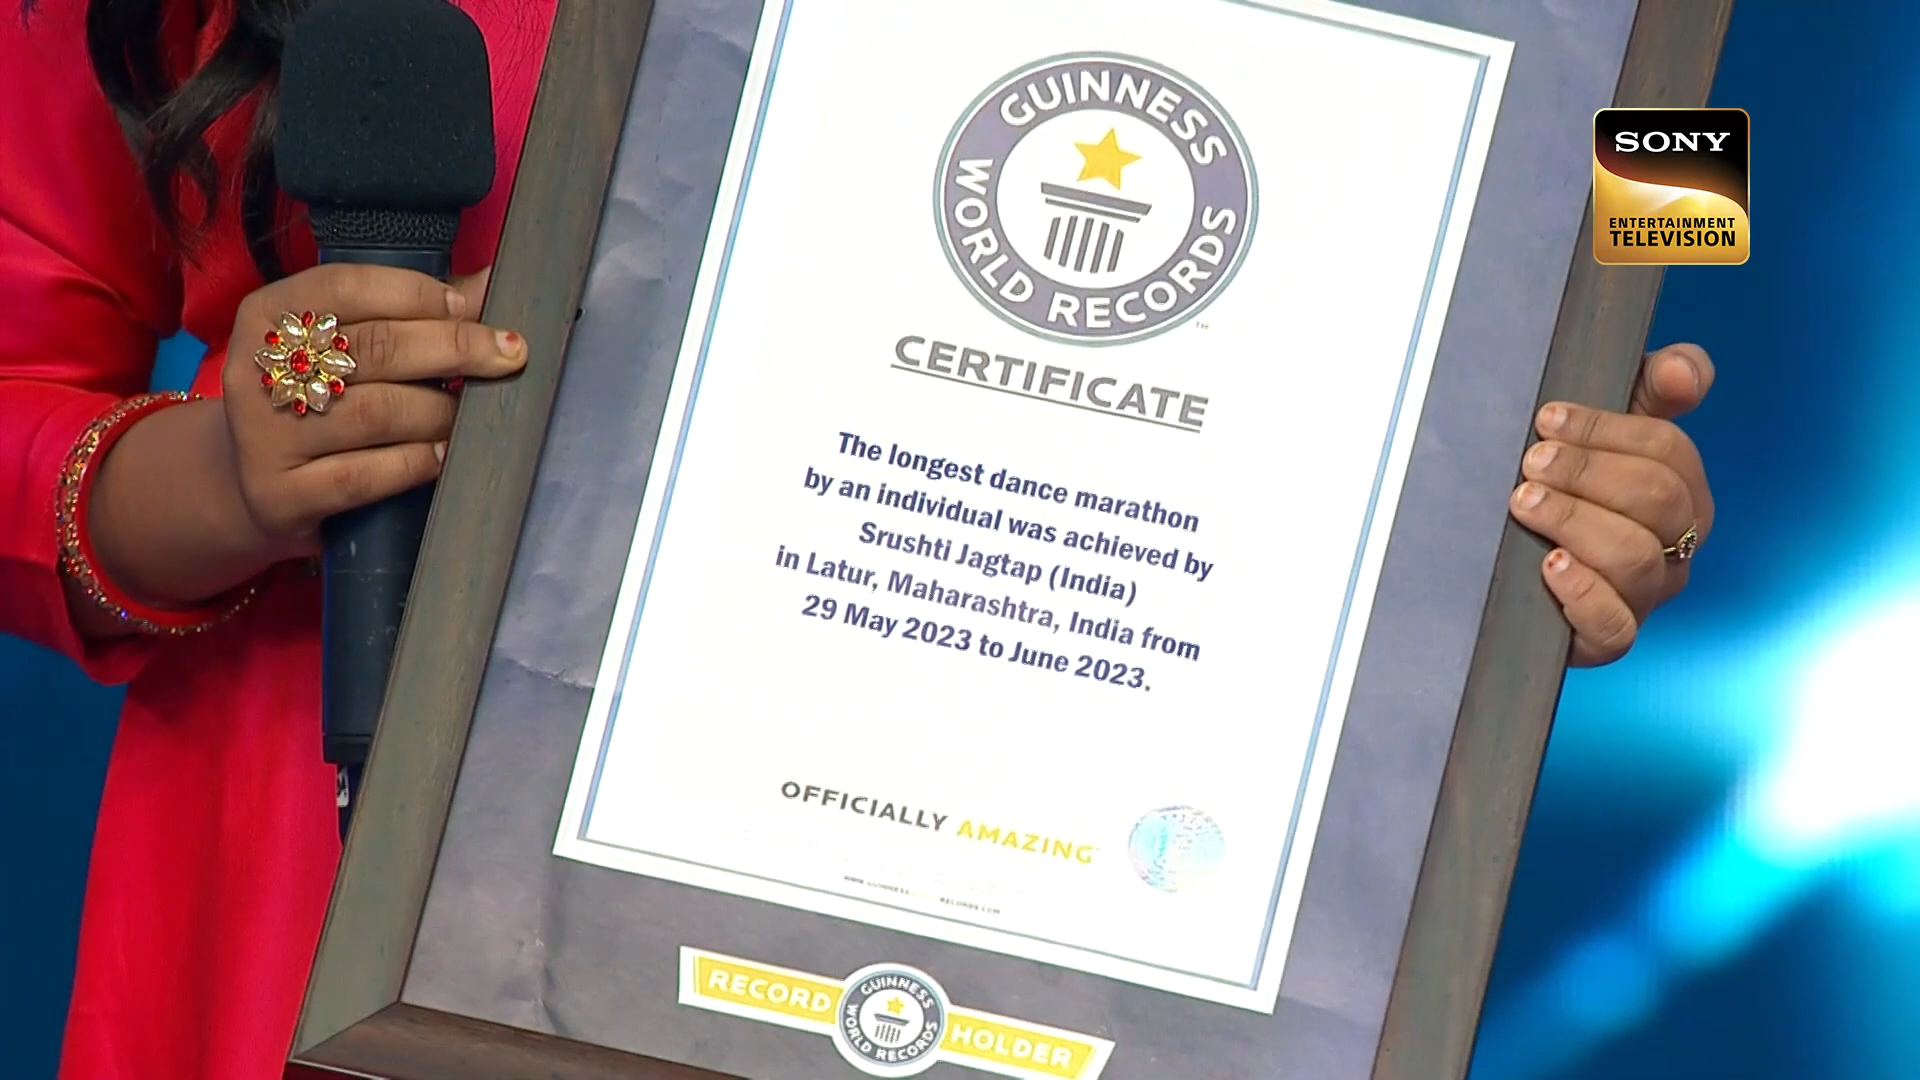 GUINNESS
WORLD RECORDS
™
CERTIFICATE
The longest dance marathon
by an individual was achieved by
Srushti Jagtap (India)
in Latur, Maharashtra, India from
29 May 2023 to June 2023.
OFFICIALLY AMAZING
RECORD HOLDER
GUINNESS
WORLD RECORDS
SONY
ENTERTAINMENT
TELEVISION